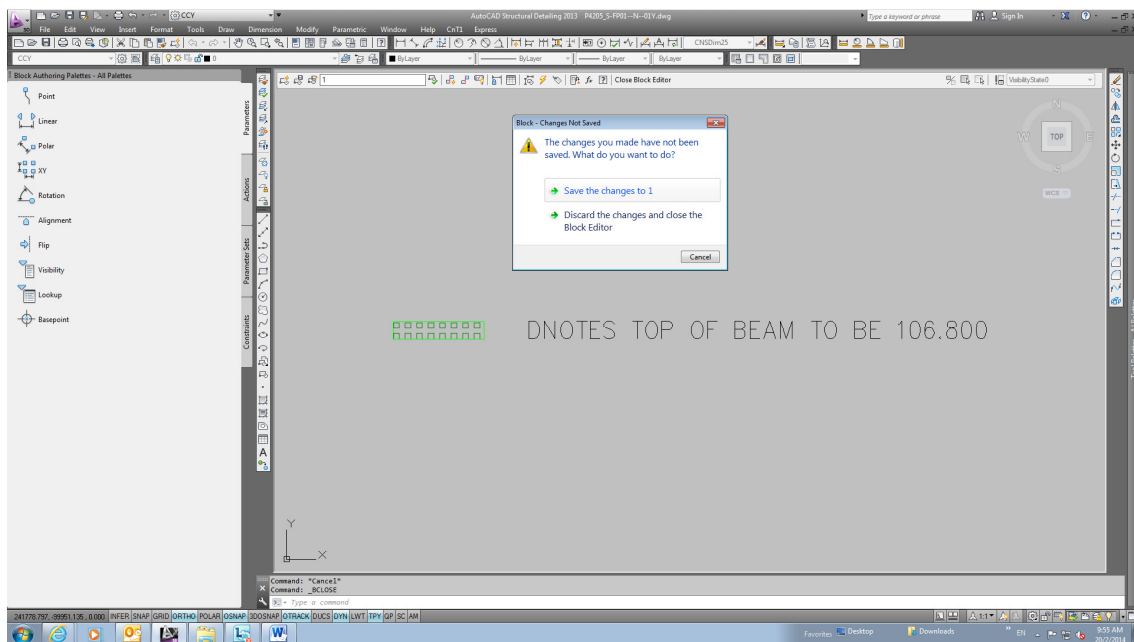 CCY
AutoCAD Structural Detailing 2013 P4205_S-FP01--N--01Y.dwg
Type a keyword or phrase
Sign In
File Edit View Insert Format Tools Draw Dimension Modify Parametric Window Help CnT1 Express
CNSDim25
CCY
0
ByLayer
ByLayer
ByLayer
ByLayer
Block Authoring Palettes - All Palettes
1
Close Block Editor
VisibilityState0
Point
Linear
Polar
XY
Rotation
Alignment
Flip
Visibility
Lookup
Basepoint
Parameters
Actions
Parameter Sets
Constraints
Block - Changes Not Saved
The changes you made have not been
saved. What do you want to do?
Save the changes to 1
Discard the changes and close the
Block Editor
Cancel
N
W
TOP
E
S
WCS
DNOTES TOP OF BEAM TO BE 106.800
Y
X
Command: *Cancel*
Command: _BCLOSE
Type a command
INFER SNAP GRID ORTHO POLAR OSNAP 3DOSNAP OTRACK DUCS DYN LWT TPY QP SC AM
1:1
Favorites
Desktop
Downloads
EN
9:55 AM